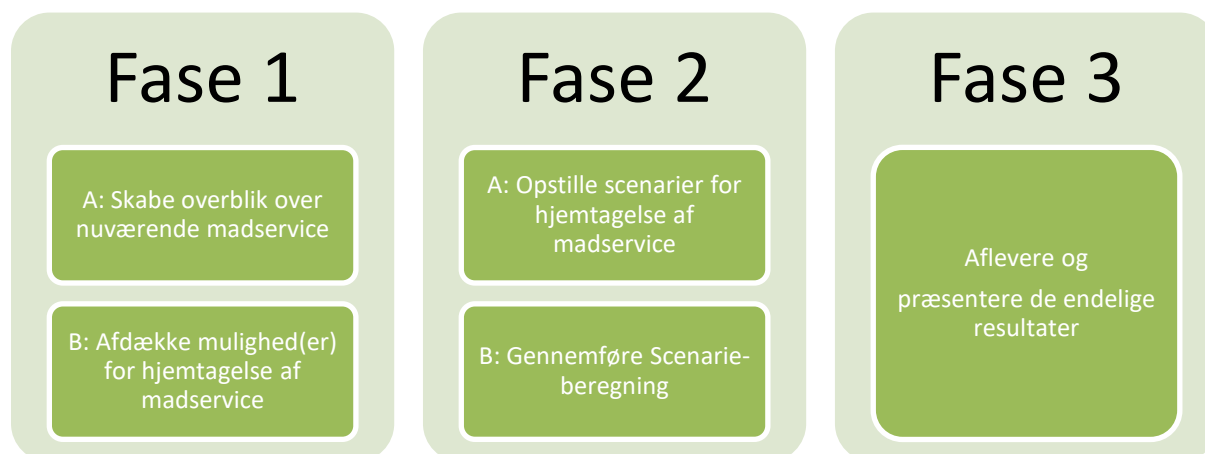 Fase 1
A: Skabe overblik over
nuværende madservice
B: Afdække mulighed(er)
for hjemtagelse af
madservice
Fase 2
A: Opstille scenarier for
hjemtagelse af
madservice
B: Gennemføre Scenarie-
beregning
Fase 3
Aflevere og
præsentere de endelige
resultater